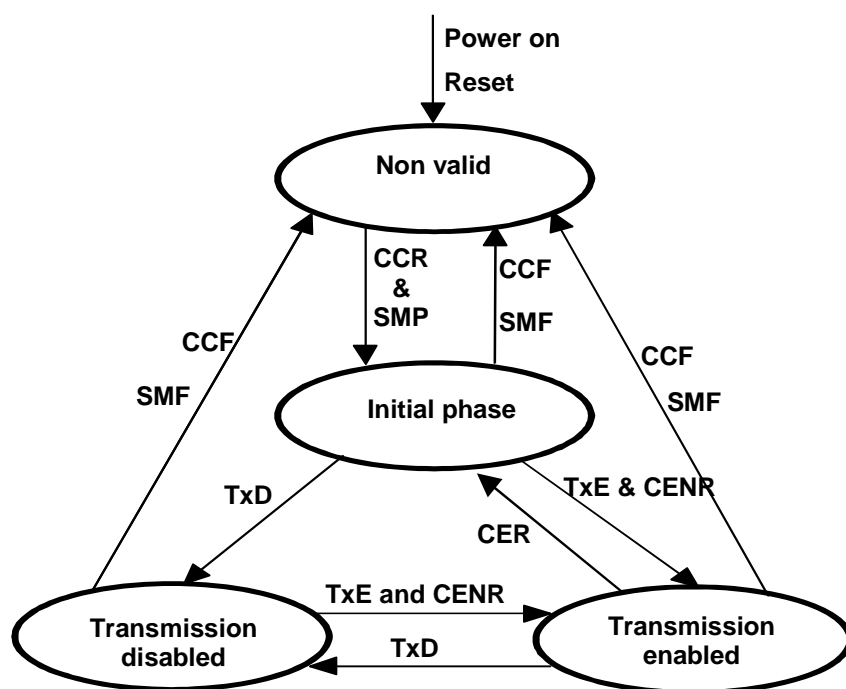 Power on
Reset
Non valid
CCR
&
SMP
CCF
SMF
CCF
SMF
CCF
SMF
Initial phase
TxD
TxE & CENR
CER
TxE and CENR
TxD
Transmission
disabled
Transmission
enabled